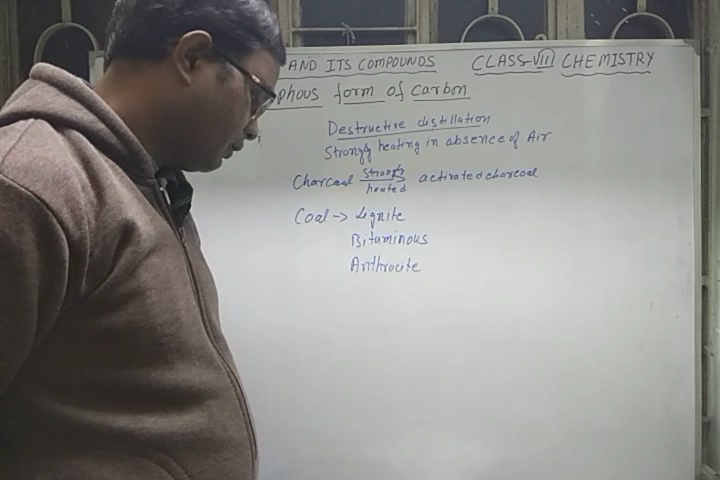 AND ITS COMPOUNDS CLASS-VIII CHEMISTRY
phous form of Carbon
Destructive distillation
Strongly heating in absence of Air
Charcoal Strongly heated activated charcoal
Coal -> Lignite
Bituminous
Anthrocite